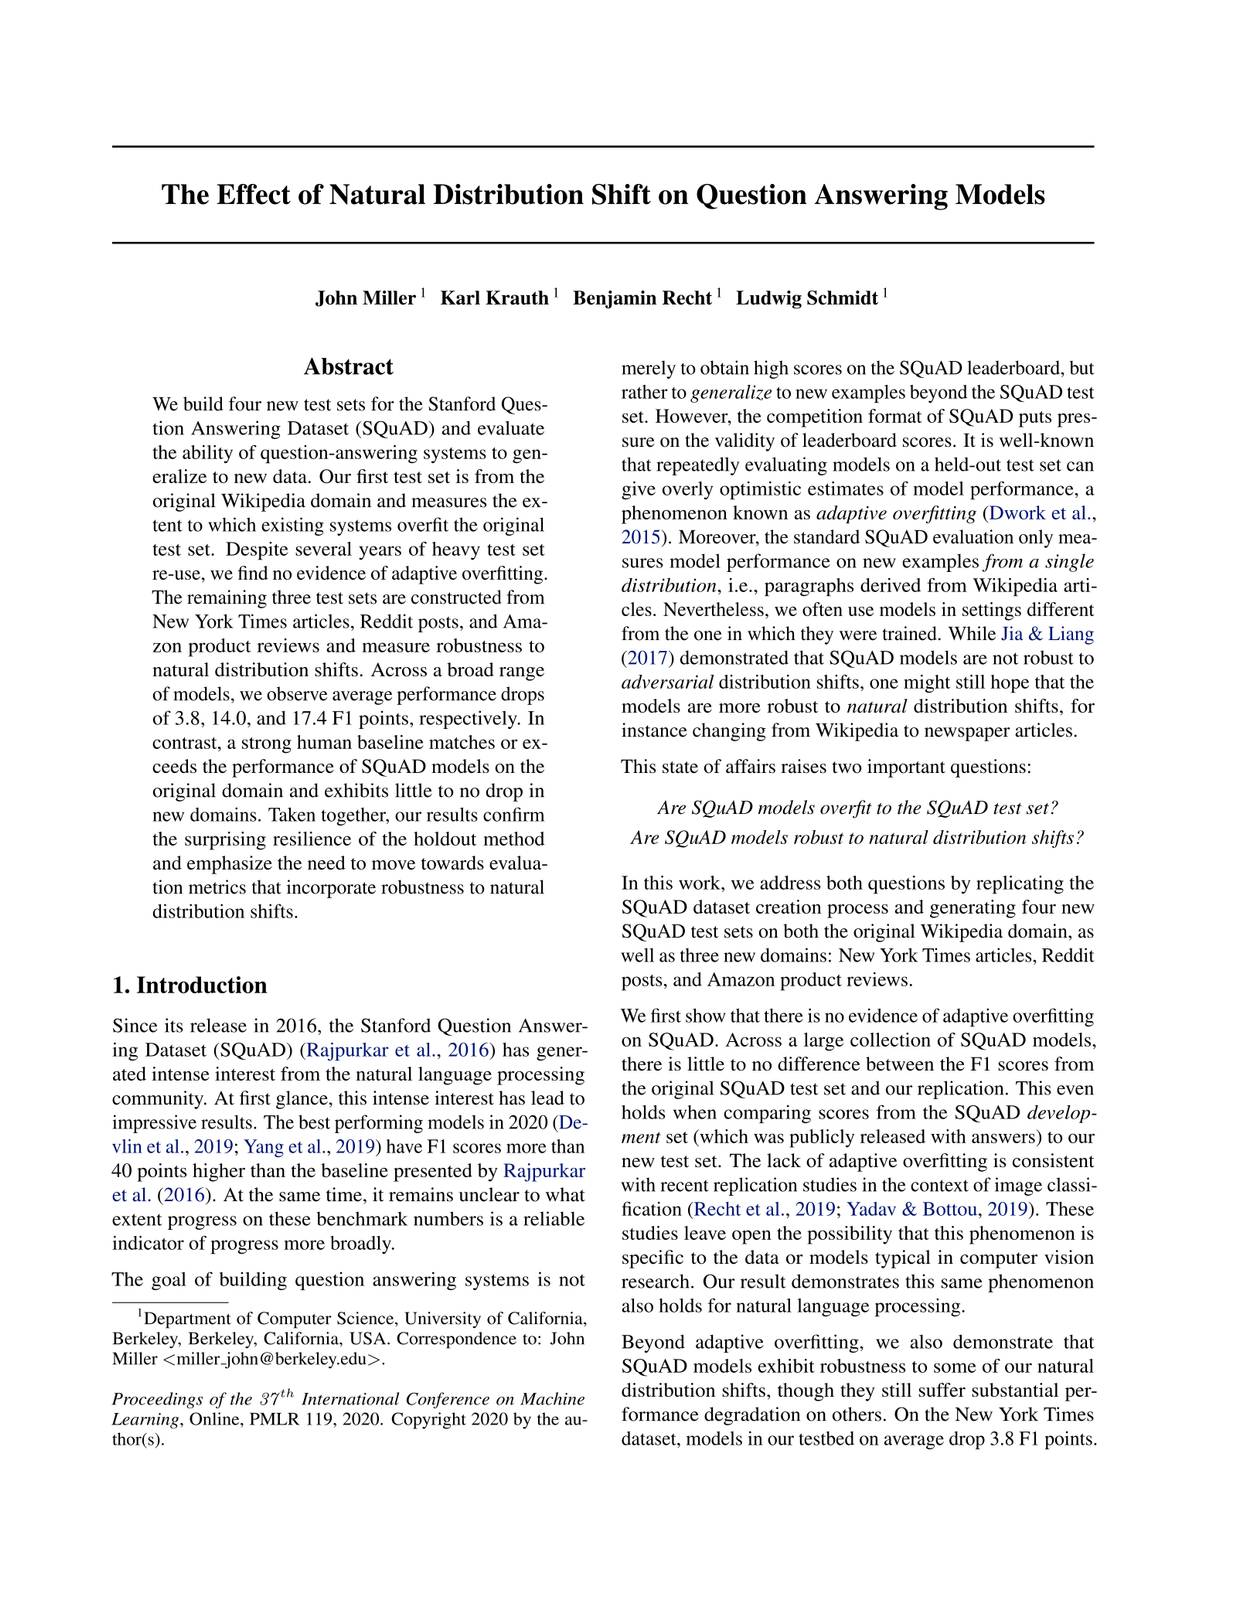 The Effect of Natural Distribution Shift on Question Answering Models
John Miller 1 Karl Krauth 1 Benjamin Recht 1 Ludwig Schmidt 1
Abstract
We build four new test sets for the Stanford Ques-
tion Answering Dataset (SQuAD) and evaluate
the ability of question-answering systems to gen-
eralize to new data. Our first test set is from the
original Wikipedia domain and measures the ex-
tent to which existing systems overfit the original
test set. Despite several years of heavy test set
re-use, we find no evidence of adaptive overfitting.
The remaining three test sets are constructed from
New York Times articles, Reddit posts, and Ama-
zon product reviews and measure robustness to
natural distribution shifts. Across a broad range
of models, we observe average performance drops
of 3.8, 14.0, and 17.4 F1 points, respectively. In
contrast, a strong human baseline matches or ex-
ceeds the performance of SQuAD models on the
original domain and exhibits little to no drop in
new domains. Taken together, our results confirm
the surprising resilience of the holdout method
and emphasize the need to move towards evalua-
tion metrics that incorporate robustness to natural
distribution shifts.
1. Introduction
Since its release in 2016, the Stanford Question Answer-
ing Dataset (SQuAD) (Rajpurkar et al., 2016) has gener-
ated intense interest from the natural language processing
community. At first glance, this intense interest has lead to
impressive results. The best performing models in 2020 (De-
vlin et al., 2019; Yang et al., 2019) have F1 scores more than
40 points higher than the baseline presented by Rajpurkar
et al. (2016). At the same time, it remains unclear to what
extent progress on these benchmark numbers is a reliable
indicator of progress more broadly.
The goal of building question answering systems is not
1Department of Computer Science, University of California,
Berkeley, Berkeley, California, USA. Correspondence to: John
Miller <miller_john@berkeley.edu>.
Proceedings of the 37th International Conference on Machine
Learning, Online, PMLR 119, 2020. Copyright 2020 by the au-
thor(s).
merely to obtain high scores on the SQuAD leaderboard, but
rather to generalize to new examples beyond the SQuAD test
set. However, the competition format of SQuAD puts pres-
sure on the validity of leaderboard scores. It is well-known
that repeatedly evaluating models on a held-out test set can
give overly optimistic estimates of model performance, a
phenomenon known as adaptive overfitting (Dwork et al.,
2015). Moreover, the standard SQuAD evaluation only mea-
sures model performance on new examples from a single
distribution, i.e., paragraphs derived from Wikipedia arti-
cles. Nevertheless, we often use models in settings different
from the one in which they were trained. While Jia & Liang
(2017) demonstrated that SQuAD models are not robust to
adversarial distribution shifts, one might still hope that the
models are more robust to natural distribution shifts, for
instance changing from Wikipedia to newspaper articles.
This state of affairs raises two important questions:
Are SQuAD models overfit to the SQuAD test set?
Are SQuAD models robust to natural distribution shifts?
In this work, we address both questions by replicating the
SQuAD dataset creation process and generating four new
SQuAD test sets on both the original Wikipedia domain, as
well as three new domains: New York Times articles, Reddit
posts, and Amazon product reviews.
We first show that there is no evidence of adaptive overfitting
on SQuAD. Across a large collection of SQuAD models,
there is little to no difference between the F1 scores from
the original SQuAD test set and our replication. This even
holds when comparing scores from the SQuAD develop-
ment set (which was publicly released with answers) to our
new test set. The lack of adaptive overfitting is consistent
with recent replication studies in the context of image classi-
fication (Recht et al., 2019; Yadav & Bottou, 2019). These
studies leave open the possibility that this phenomenon is
specific to the data or models typical in computer vision
research. Our result demonstrates this same phenomenon
also holds for natural language processing.
Beyond adaptive overfitting, we also demonstrate that
SQuAD models exhibit robustness to some of our natural
distribution shifts, though they still suffer substantial per-
formance degradation on others. On the New York Times
dataset, models in our testbed on average drop 3.8 F1 points.